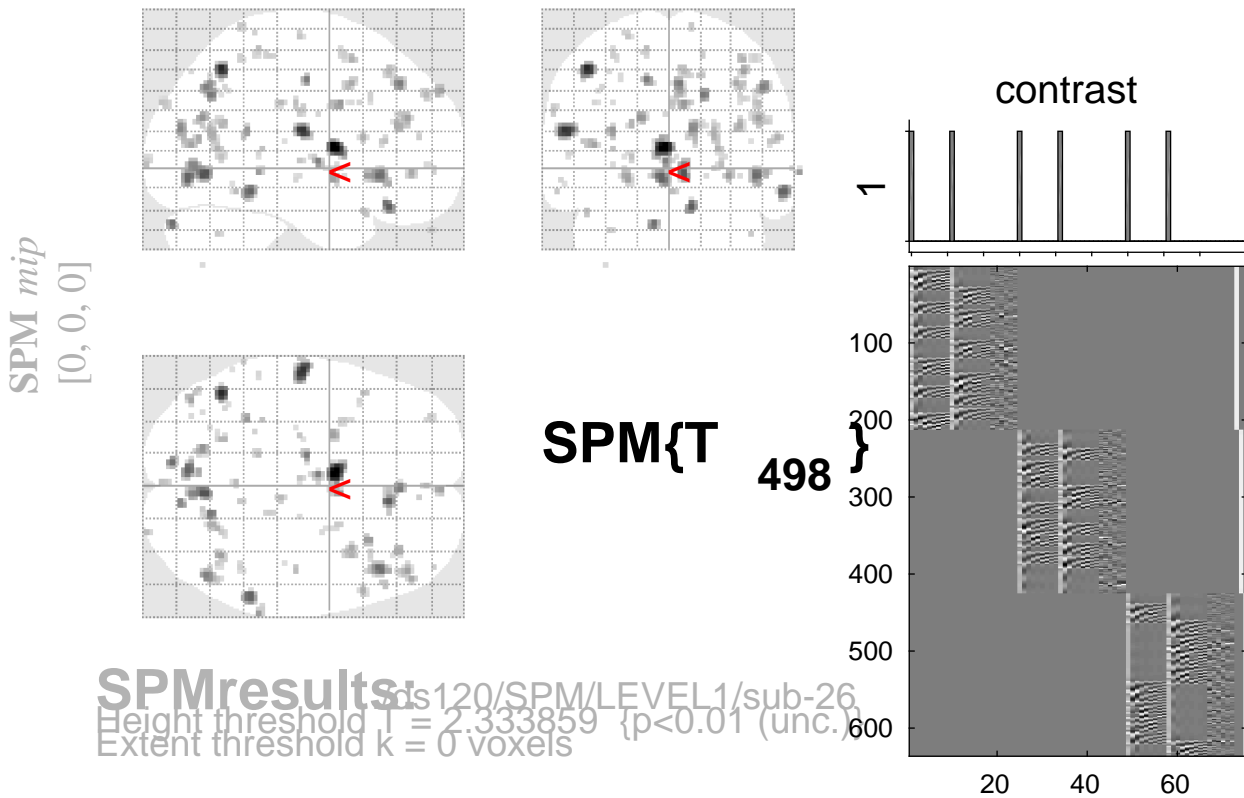 contrast
1
SPM mip
[0, 0, 0]
<
<
<
SPM{T 498 }
100
200
300
400
500
600
20 40 60
SPMresults: /ds120/SPM/LEVEL1/sub-26
Height threshold T = 2.333859 {p<0.01 (unc.)}
Extent threshold k = 0 voxels